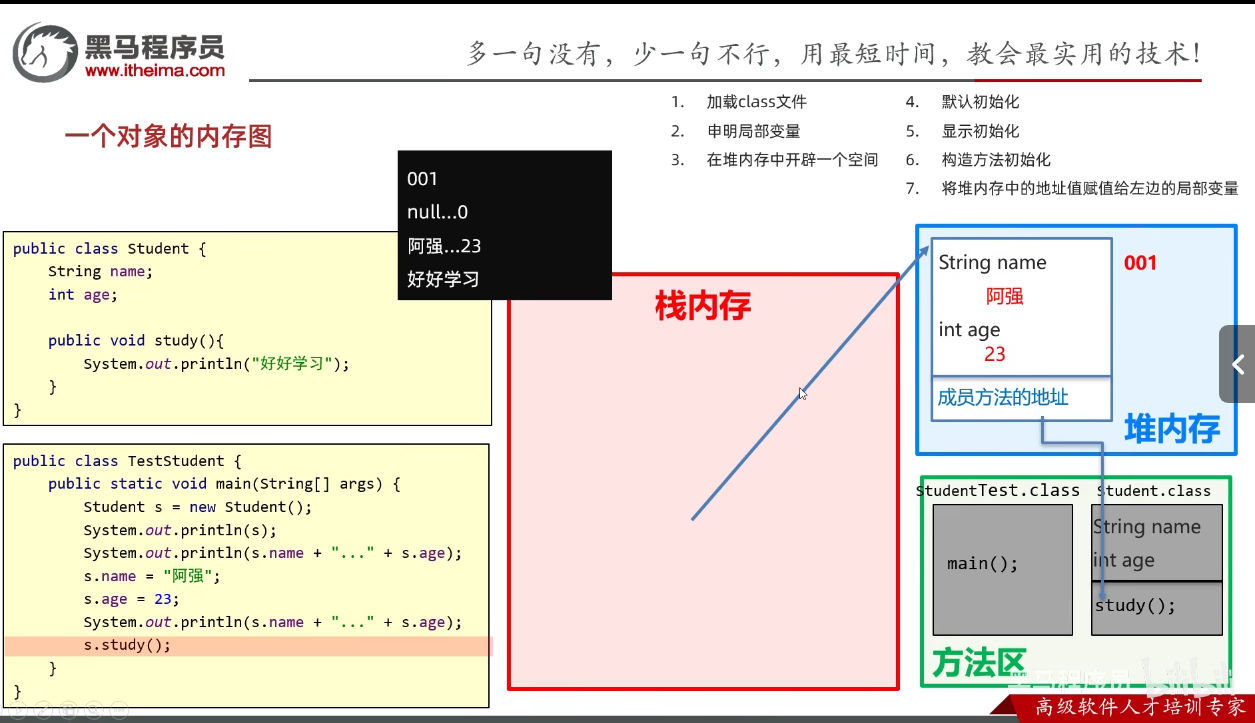 黑马程序员
www.itheima.com
多一句没有，少一句不行，用最短时间，教会最实用的技术！
一个对象的内存图
1. 加载class文件
2. 申明局部变量
3. 在堆内存中开辟一个空间
4. 默认初始化
5. 显示初始化
6. 构造方法初始化
7. 将堆内存中的地址值赋值给左边的局部变量
001
null...0
阿强...23
好好学习
public class Student {
String name;
int age;
public void study(){
System.out.println("好好学习");
}
}
public class TestStudent {
public static void main(String[] args) {
Student s = new Student();
System.out.println(s);
System.out.println(s.name + "..." + s.age);
s.name = "阿强";
s.age = 23;
System.out.println(s.name + "..." + s.age);
s.study();
}
}
栈内存
String name
阿强
int age
23
成员方法的地址
001
堆内存
StudentTest.class
main();
Student.class
String name
int age
study();
方法区
黑马程序员
bilibili
高级软件人才培训专家